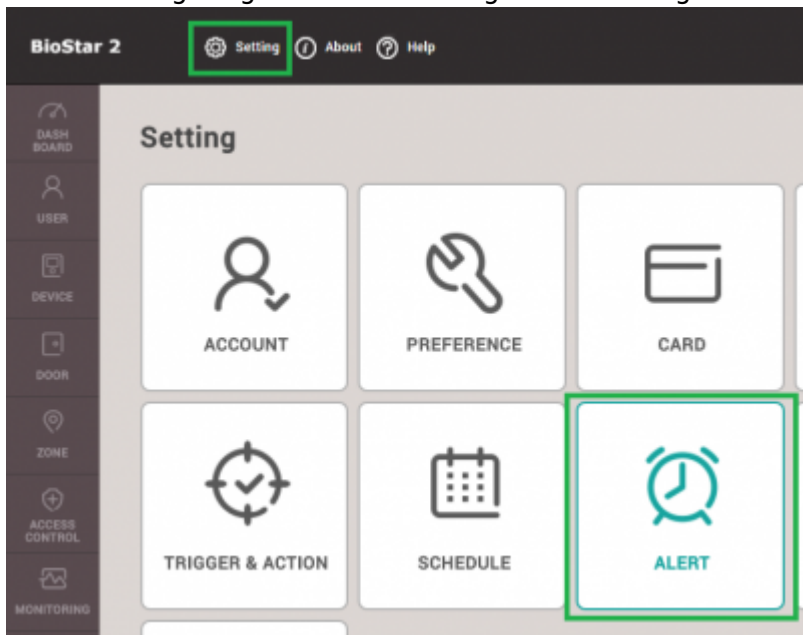 BioStar 2 Setting About Help
DASH
BOARD
USER
DEVICE
DOOR
ZONE
ACCESS
CONTROL
MONITORING
Setting
ACCOUNT PREFERENCE CARD
TRIGGER & ACTION SCHEDULE ALERT